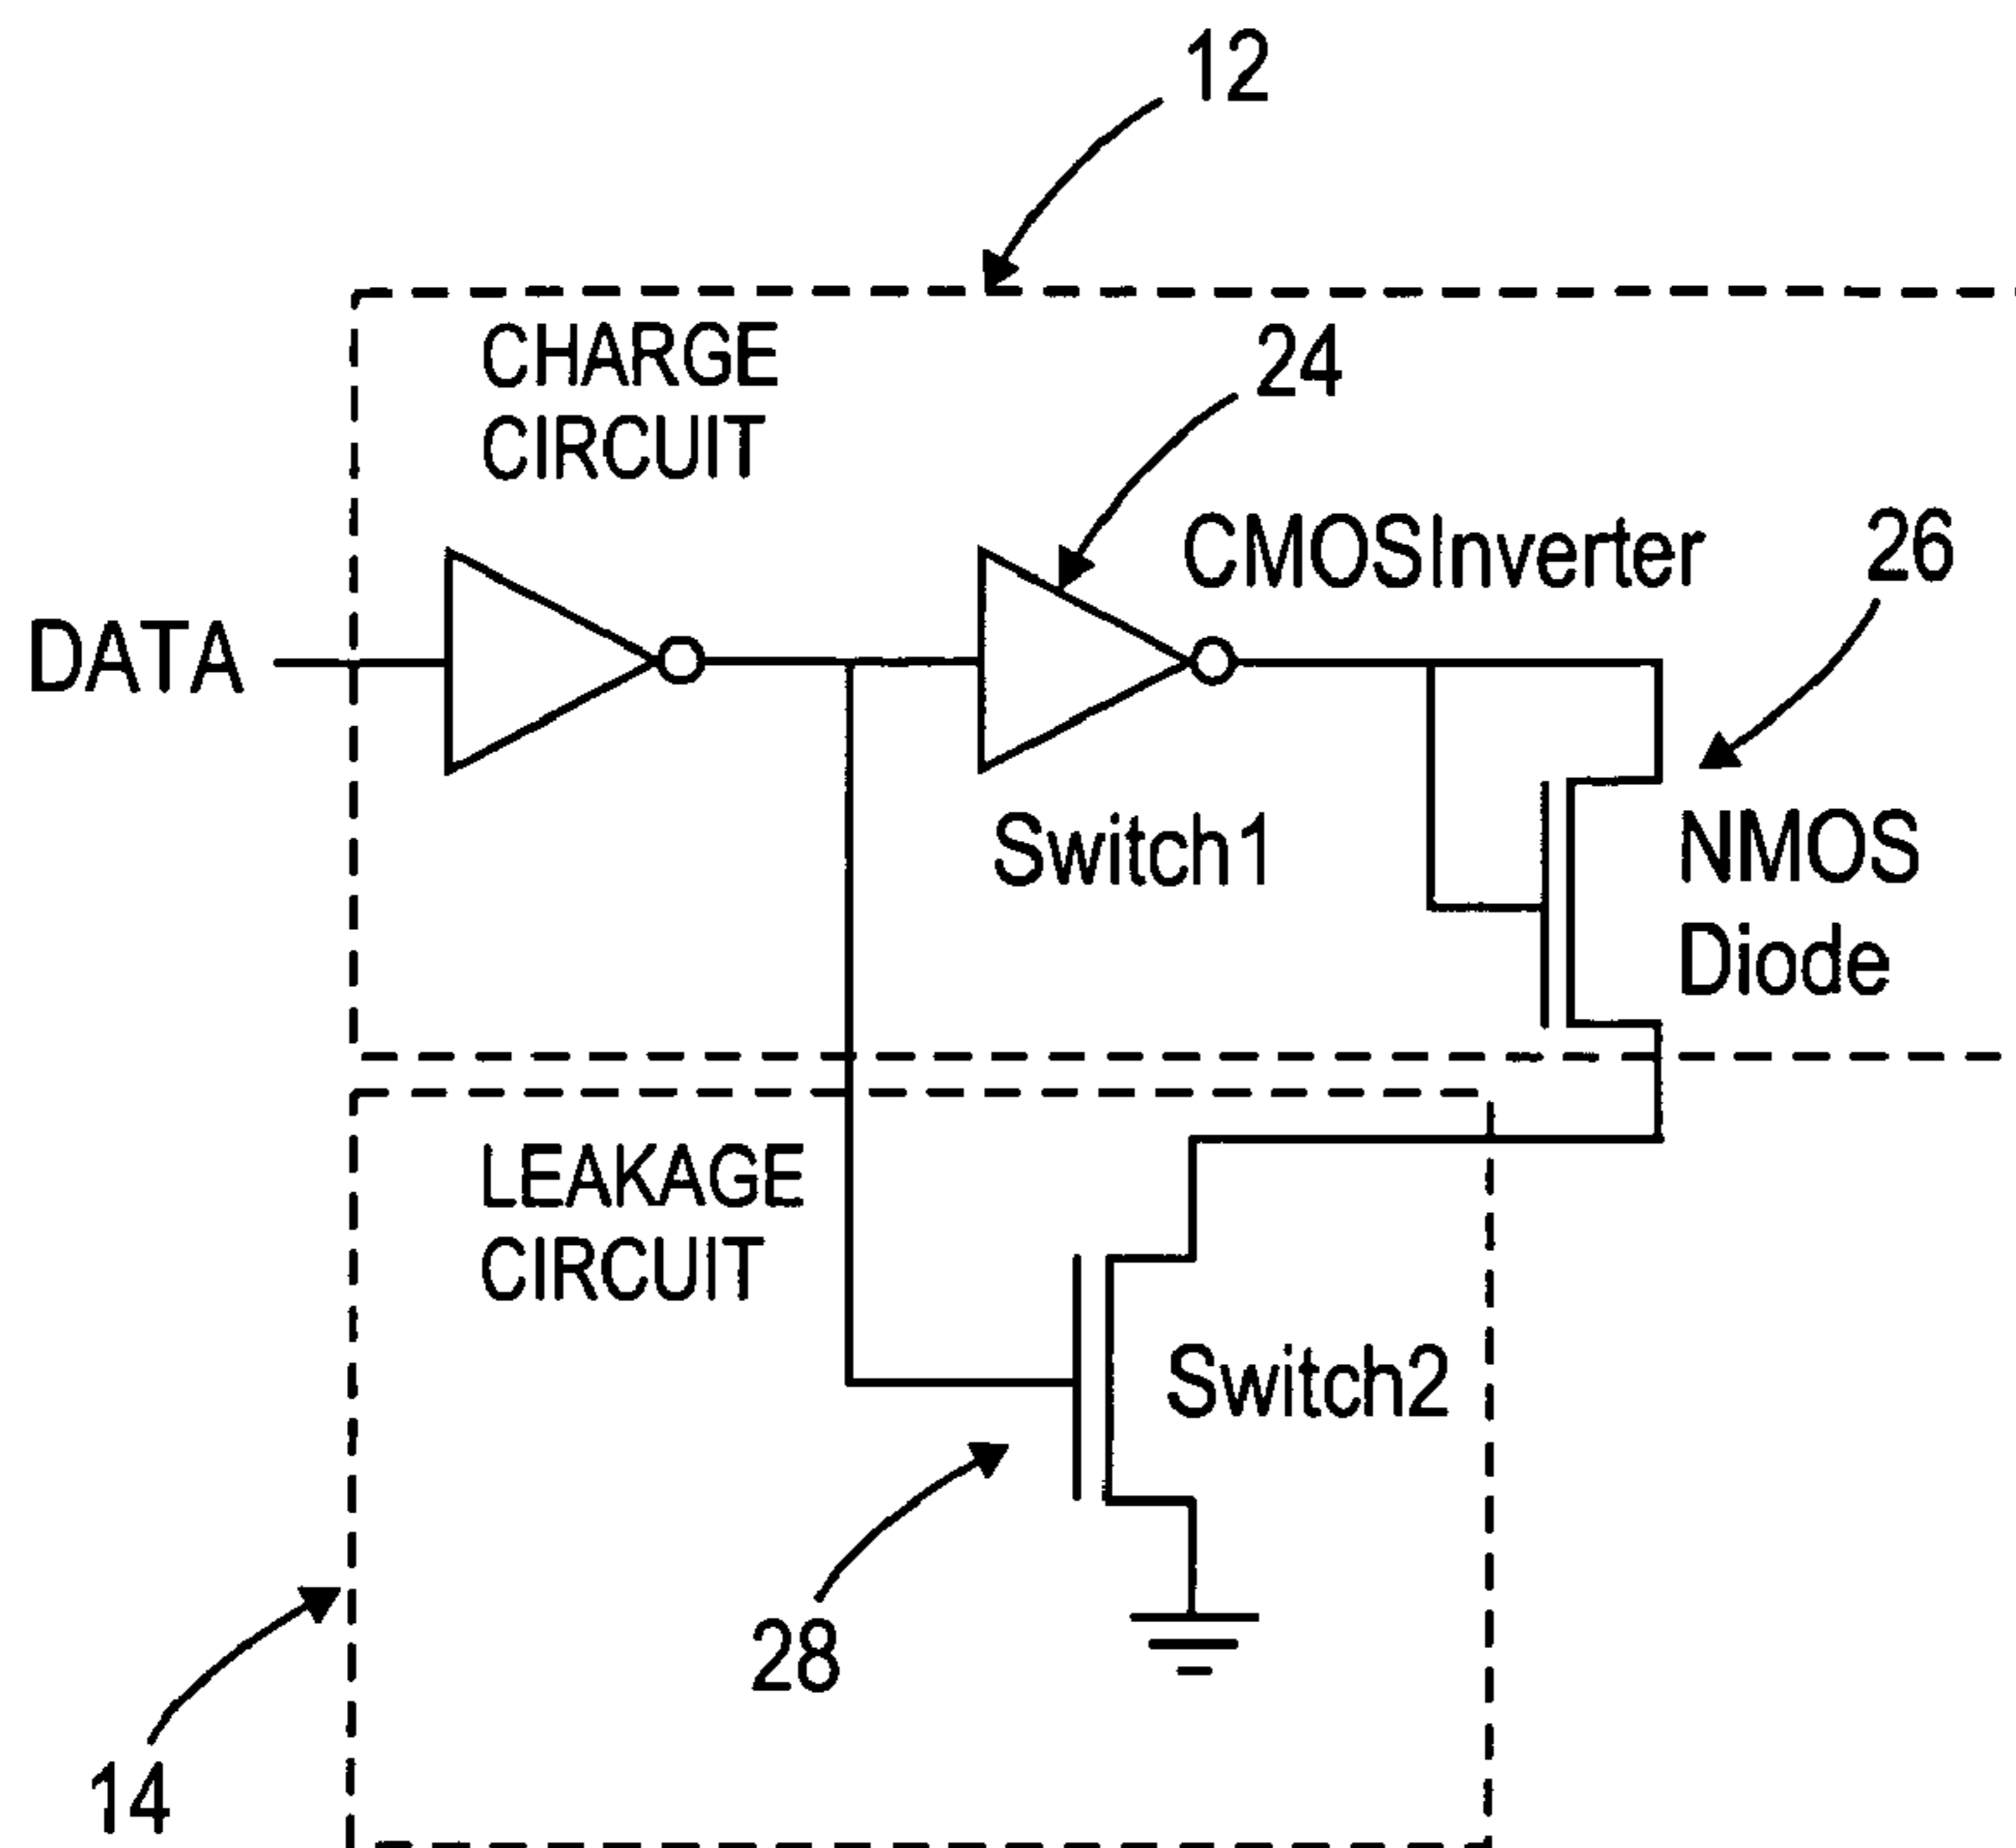 12
CHARGE
CIRCUIT
24
CMOSInverter
26
DATA
Switch1
NMOS
Diode
LEAKAGE
CIRCUIT
Switch2
28
14